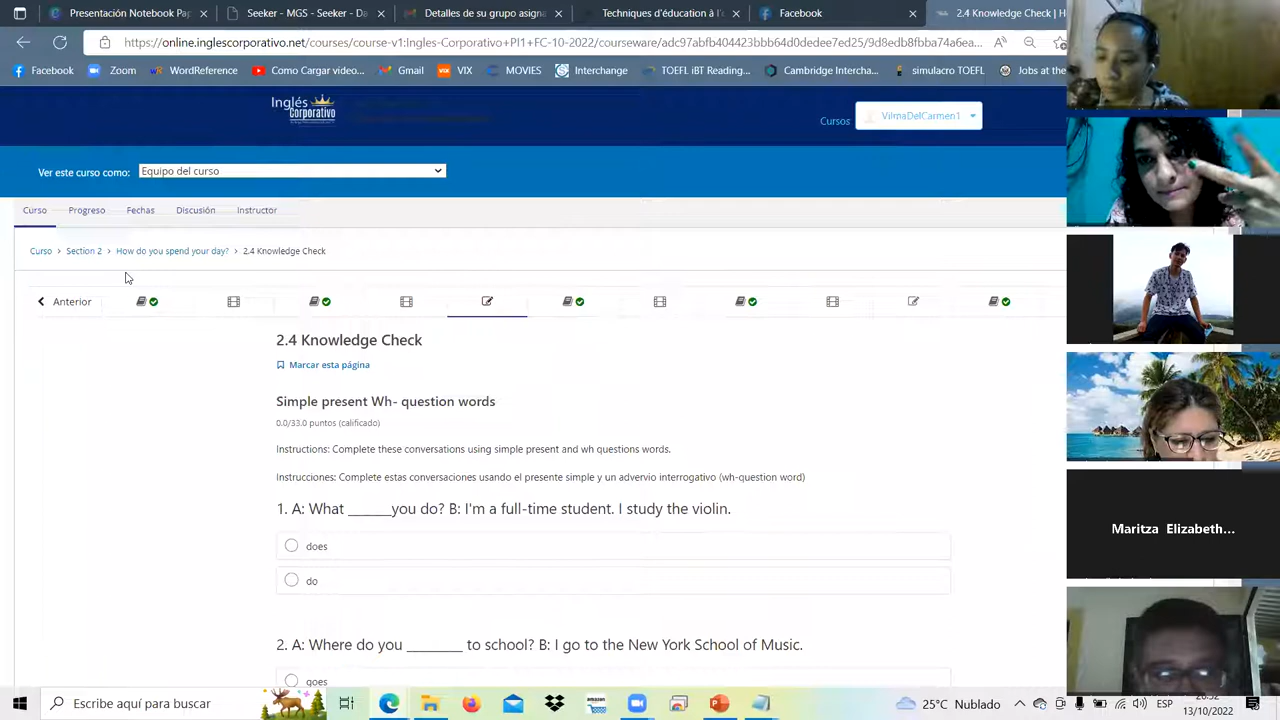 Presentación Notebook Pap
Seeker - Seeker - Da
Detalles de su grupo asigna
Techniques d'éducation à l'
Facebook
2.4 Knowledge Check | H
https://online.inglescorporativo.net/courses/course-v1:Ingles-Corporativo+PI1+FC-10-2022/courseware/adc97abfb404423bbb64d0dedee7ed25/9d8edb8fbba74a6ea...
Facebook
Zoom
WordReference
Como Cargar video...
Gmail
VIX
MOVIES
Interchange
TOEFL iBT Reading...
Cambridge Intercha...
simulacro TOEFL
Jobs at the
Inglés
Corporativo
Cursos
VilmaDelCarmen1
Ver este curso como:
Equipo del curso
Curso
Progreso
Fechas
Discusión
Instructor
Curso > Section 2 > How do you spend your day? > 2.4 Knowledge Check
Anterior
2.4 Knowledge Check
Marcar esta página
Simple present Wh- question words
0.0/33.0 puntos (calificado)
Instructions: Complete these conversations using simple present and wh questions words.
Instrucciones: Complete estas conversaciones usando el presente simple y un advervio interrogativo (wh-question word)
1. A: What ______you do? B: I'm a full-time student. I study the violin.
does
do
2. A: Where do you ________ to school? B: I go to the New York School of Music.
goes
Maritza Elizabeth...
Escribe aquí para buscar
25°C Nublado
ESP
13/10/2022